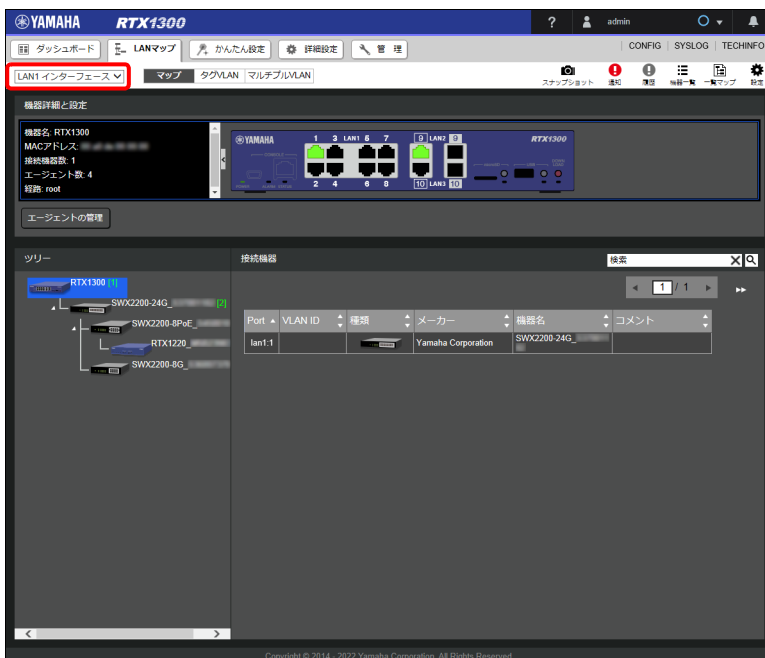 YAMAHA RTX1300 ? admin
ダッシュボード LANマップ かんたん設定 詳細設定 管 理 CONFIG SYSLOG TECHINFO
LAN1 インターフェース マップ タグVLAN マルチプルVLAN スナップショット 通知 履歴 機器一覧 一覧マップ 設定
機器詳細と設定
機器名: RTX1300
MACアドレス:
接続機器数: 1
エージェント数: 4
経路: root
YAMAHA 1 3 LAN1 5 7 9 LAN2 9 RTX1300
CONSOLE
2 4 6 8 10 LAN3 10
エージェントの管理
ツリー
RTX1300 [1]
SWX2200-24G_ [2]
SWX2200-8PoE_
RTX1220_
SWX2200-8G_
接続機器 検索
1 / 1
Port VLAN ID 種類 メーカー 機器名 コメント
lan1:1 Yamaha Corporation SWX2200-24G_
Copyright © 2014 - 2022 Yamaha Corporation. All Rights Reserved.